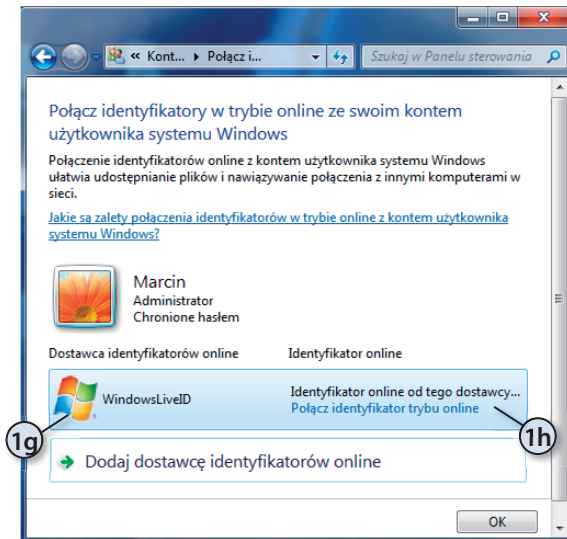 « Kont... ▸ Połącz i...
Szukaj w Panelu sterowania
Połącz identyfikatory w trybie online ze swoim kontem
użytkownika systemu Windows
Połączenie identyfikatorów online z kontem użytkownika systemu Windows
ułatwia udostępnianie plików i nawiązywanie połączenia z innymi komputerami w
sieci.
Jakie są zalety połączenia identyfikatorów w trybie online z kontem użytkownika
systemu Windows?
Marcin
Administrator
Chronione hasłem
Dostawca identyfikatorów online Identyfikator online
WindowsLiveID
Identyfikator online od tego dostawcy...
Połącz identyfikator trybu online
1g
1h
Dodaj dostawcę identyfikatorów online
OK